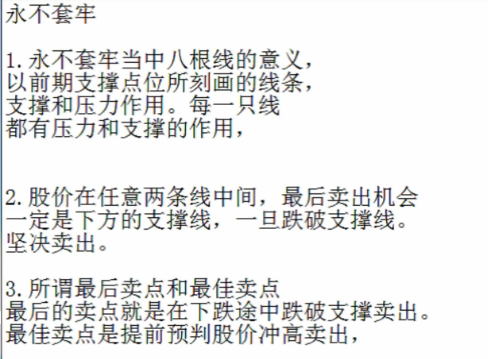 永不套牢
1.永不套牢当中八根线的意义，
以前期支撑点位所刻画的线条，
支撑和压力作用。每一只线
都有压力和支撑的作用，
2.股价在任意两条线中间，最后卖出机会
一定是下方的支撑线，一旦跌破支撑线。
坚决卖出。
3.所谓最后卖点和最佳卖点
最后的卖点就是在下跌途中跌破支撑卖出。
最佳卖点是提前预判股价冲高卖出，